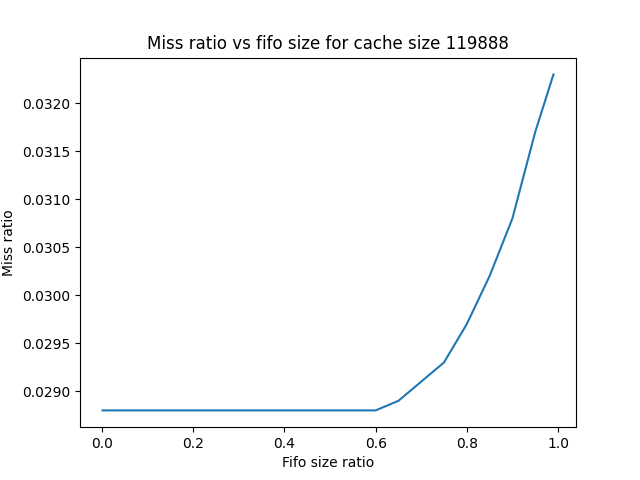 Miss ratio vs fifo size for cache size 119888
0.0320
0.0315
0.0310
0.0305
0.0300
0.0295
0.0290
Miss ratio
0.0 0.2 0.4 0.6 0.8 1.0
Fifo size ratio